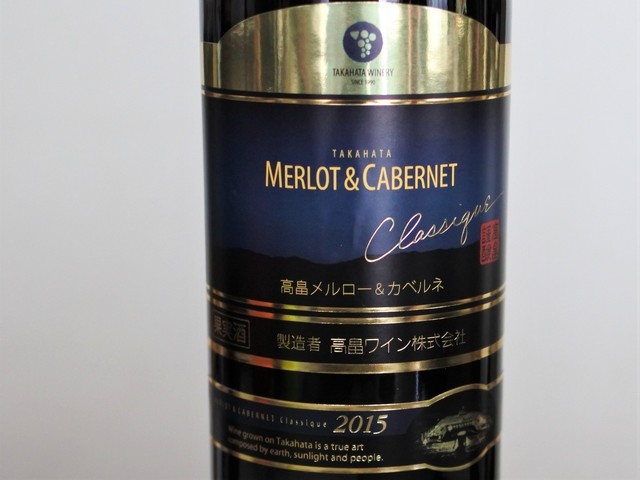 TAKAHATA WINERY
SINCE 1990
TAKAHATA
MERLOT & CABERNET
Classique
高畠メルロー&カベルネ
果実酒
製造者 高畠ワイン株式会社
& CABERNET Classique 2015
Wine grown on Takahata is a true art
composed by earth, sunlight and people.